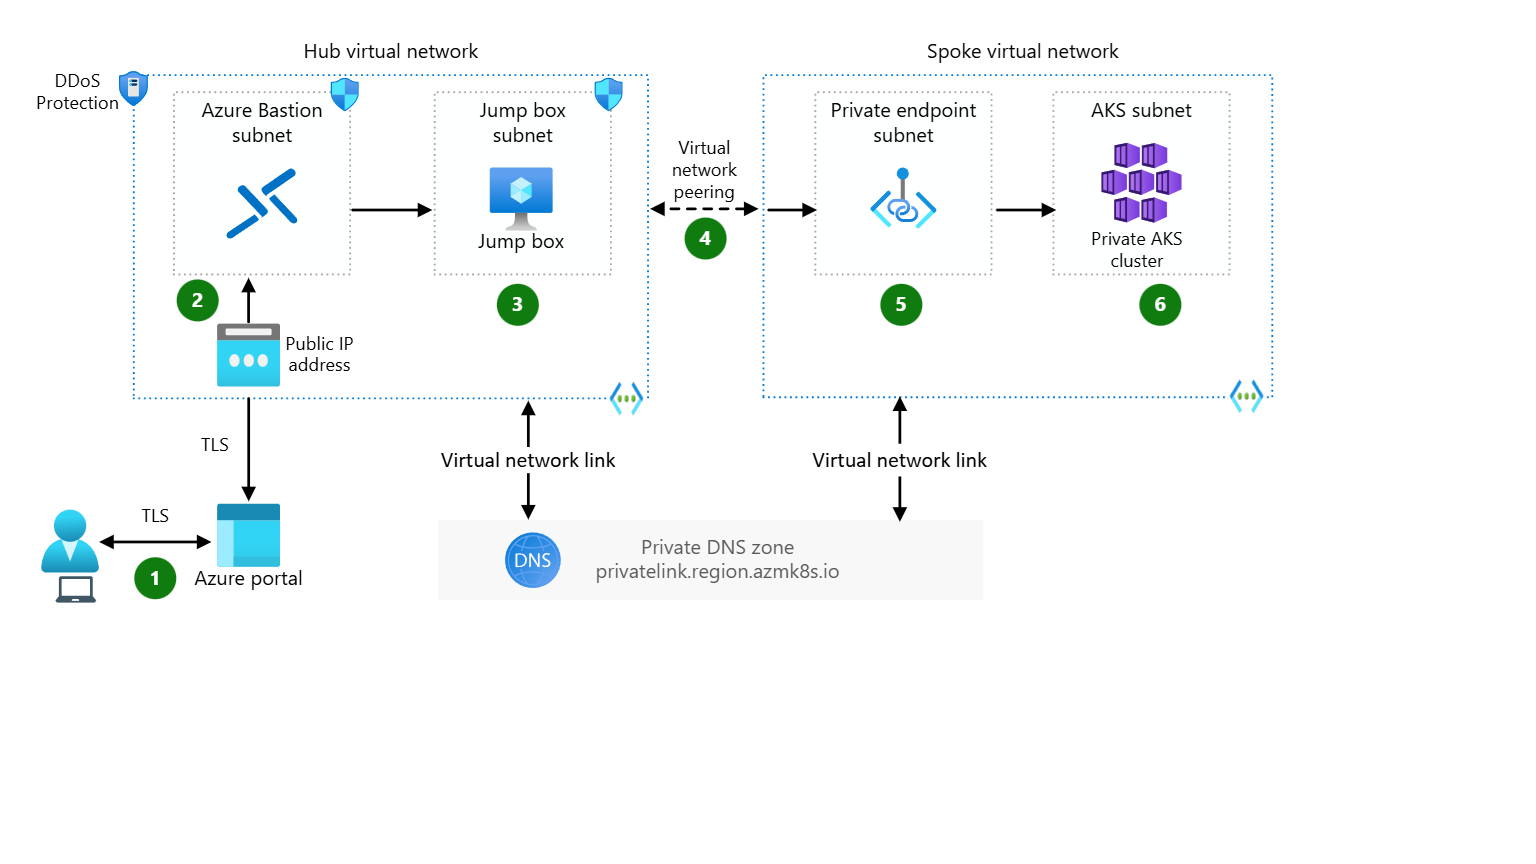 Hub virtual network
Spoke virtual network
DDoS
Protection
Azure Bastion
subnet
Jump box
subnet
Jump box
Virtual
network
peering
4
Private endpoint
subnet
AKS subnet
Private AKS
cluster
2
3
5
6
Public IP
address
TLS
Virtual network link
Virtual network link
TLS
1
Azure portal
DNS
Private DNS zone
privatelink.region.azmk8s.io